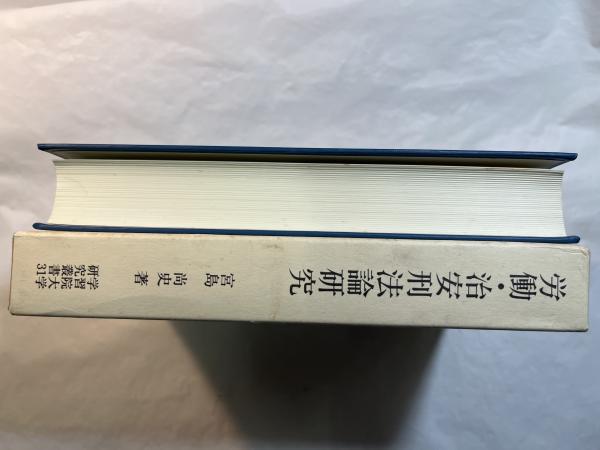 労働・治安刑法論研究
宮島 尚史 著
学習院大学
研究叢書31